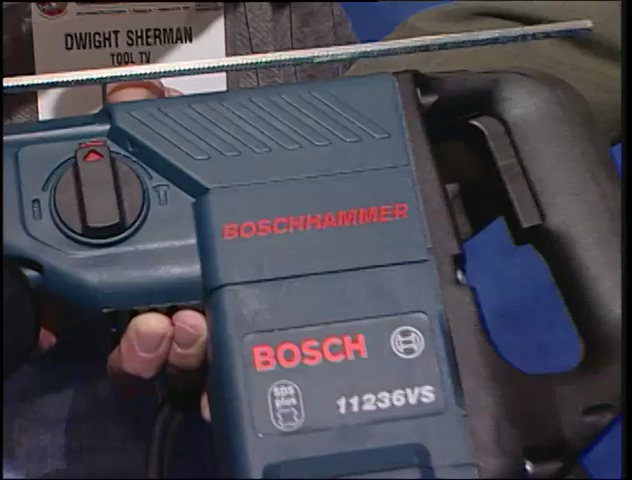 DWIGHT SHERMAN
TOOL TV
BOSCHHAMMER
BOSCH
SDS
plus
11236VS